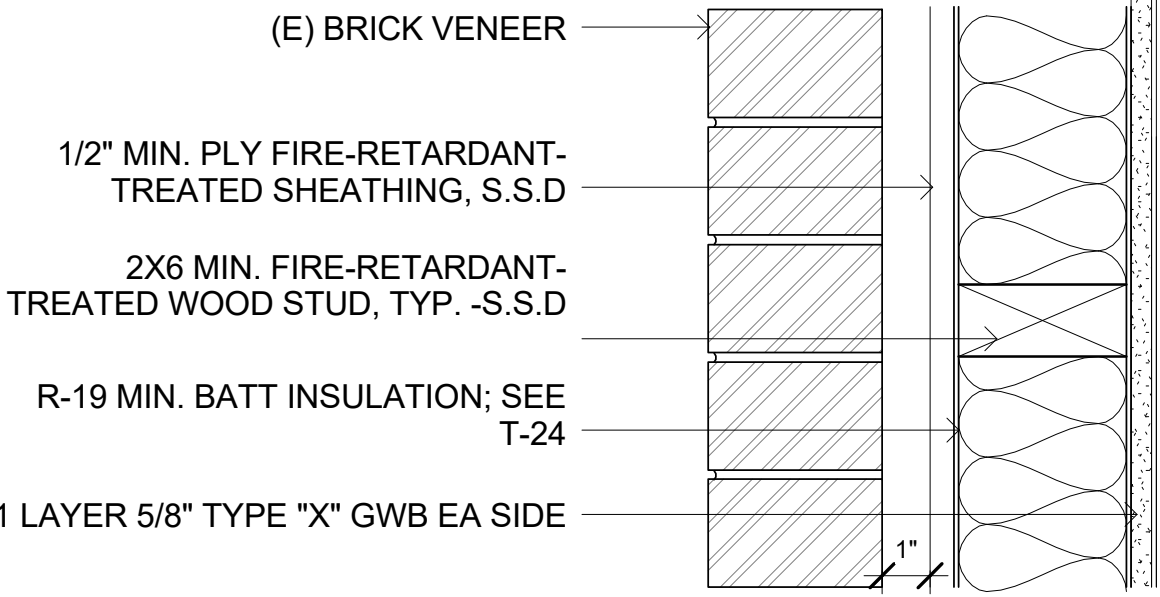 (E) BRICK VENEER
1/2" MIN. PLY FIRE-RETARDANT-
TREATED SHEATHING, S.S.D
2X6 MIN. FIRE-RETARDANT-
TREATED WOOD STUD, TYP. -S.S.D
R-19 MIN. BATT INSULATION; SEE
T-24
1 LAYER 5/8" TYPE "X" GWB EA SIDE
1"